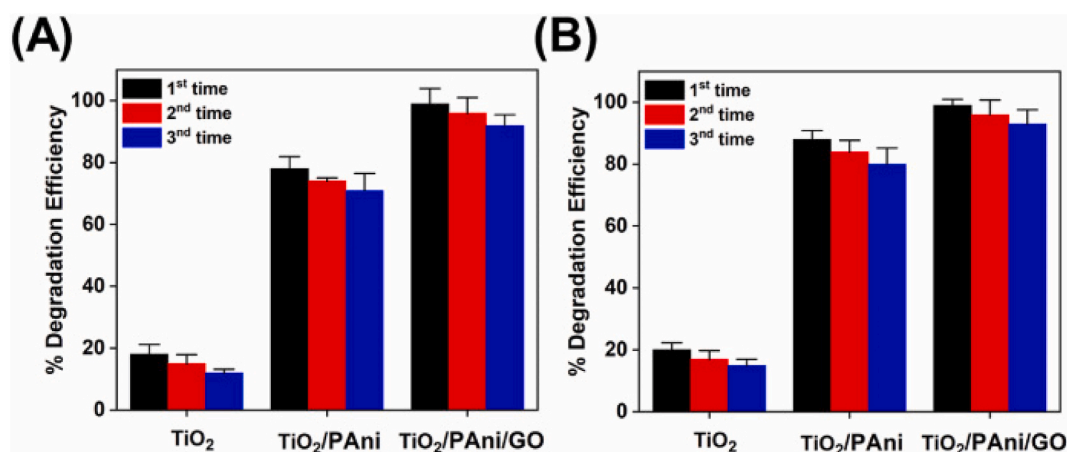 (A)
% Degradation Efficiency
100
80
60
40
20
0
1st time
2nd time
3nd time
TiO2
TiO2/PAni
TiO2/PAni/GO
(B)
% Degradation Efficiency
100
80
60
40
20
0
1st time
2nd time
3nd time
TiO2
TiO2/PAni
TiO2/PAni/GO